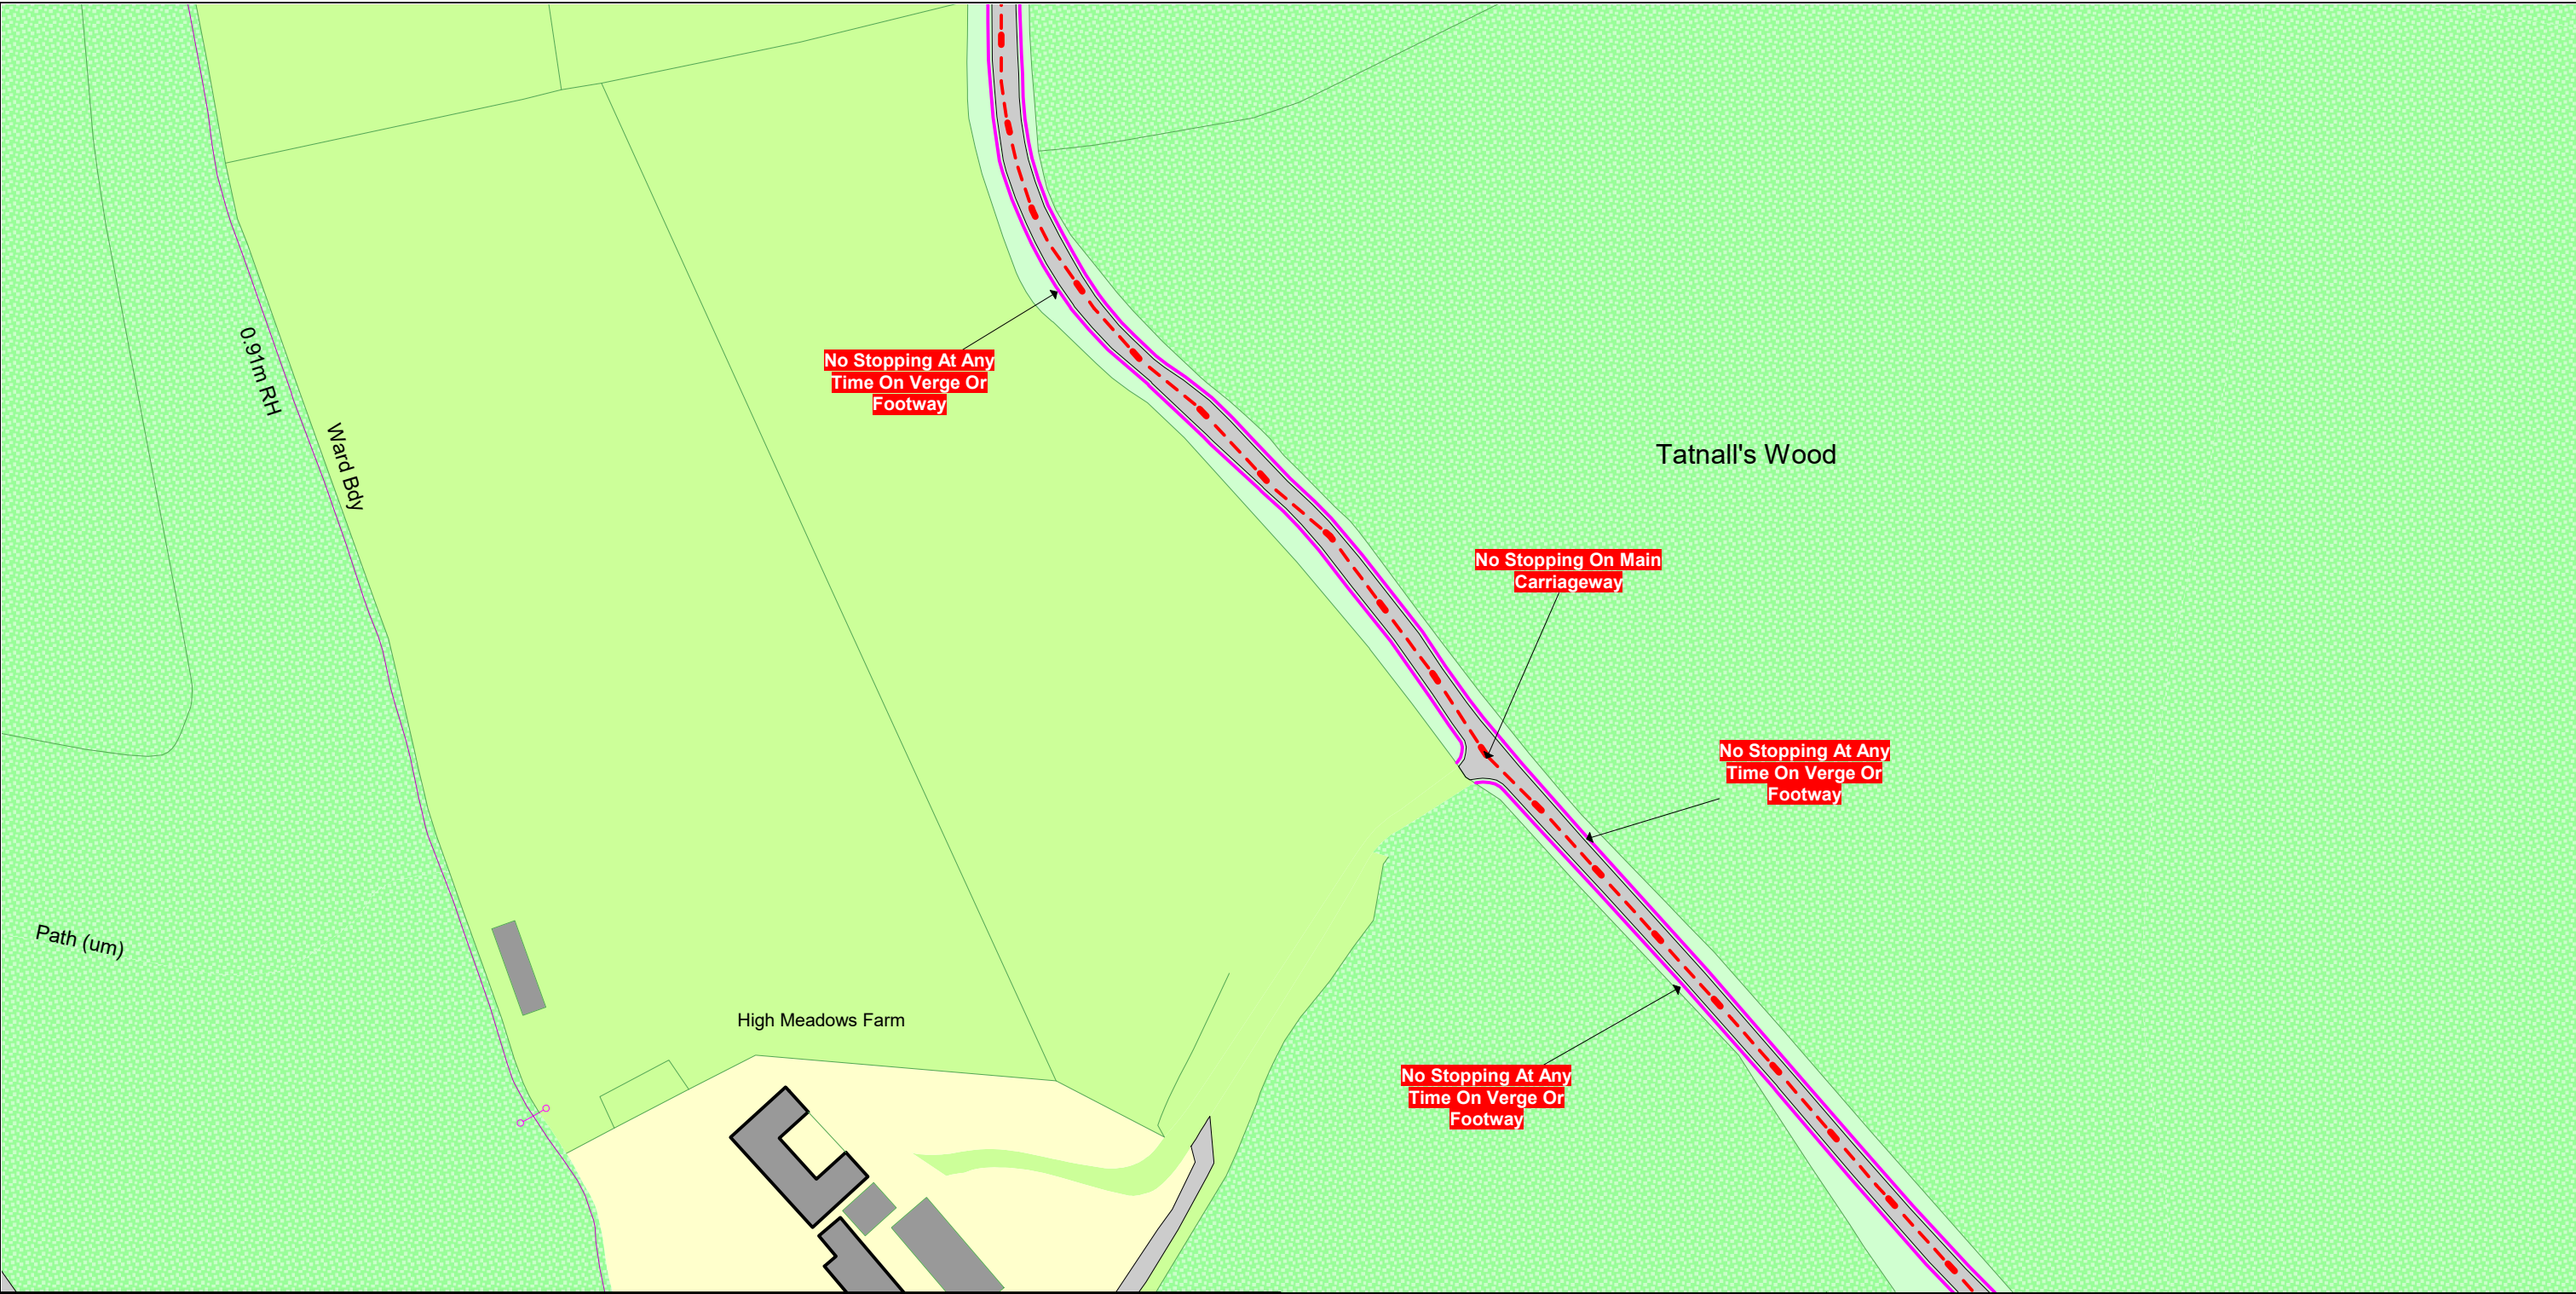 0.91m RH
Ward Bdy
No Stopping At Any
Time On Verge Or
Footway
Tatnall's Wood
No Stopping On Main
Carriageway
No Stopping At Any
Time On Verge Or
Footway
Path (um)
High Meadows Farm
No Stopping At Any
Time On Verge Or
Footway